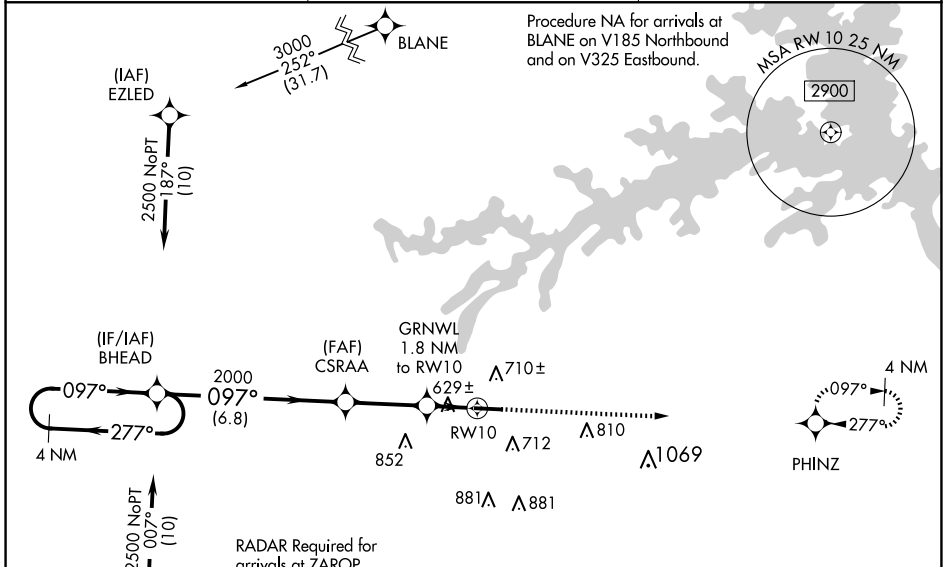 Procedure NA for arrivals at
BLANE on V185 Northbound
and on V325 Eastbound.
MSA RW 10 25 NM
2900
BLANE
3000
252°
(31.7)
(IAF)
EZLED
2500 NoPT
187°
(10)
(IF/IAF)
BHEAD
097°
277°
4 NM
2000
097°
(6.8)
(FAF)
CSRAA
GRNWL
1.8 NM
to RW10
629±
710±
RW10
852
712
810
1069
881
881
4 NM
097°
277°
PHINZ
2500 NoPT
007°
(10)
RADAR Required for
arrivals at ZAROP